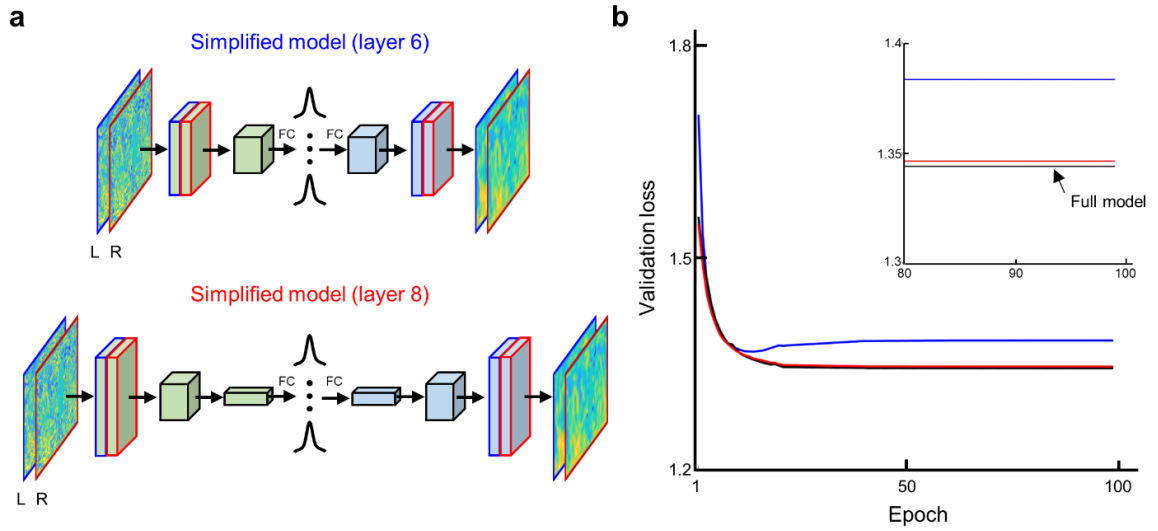 a
Simplified model (layer 6)
FC
FC
L R
Simplified model (layer 8)
FC
FC
L R
b
1.8
1.5
1.2
Validation loss
1
50
100
Epoch
1.4
1.35
1.3
80
90
100
Full model